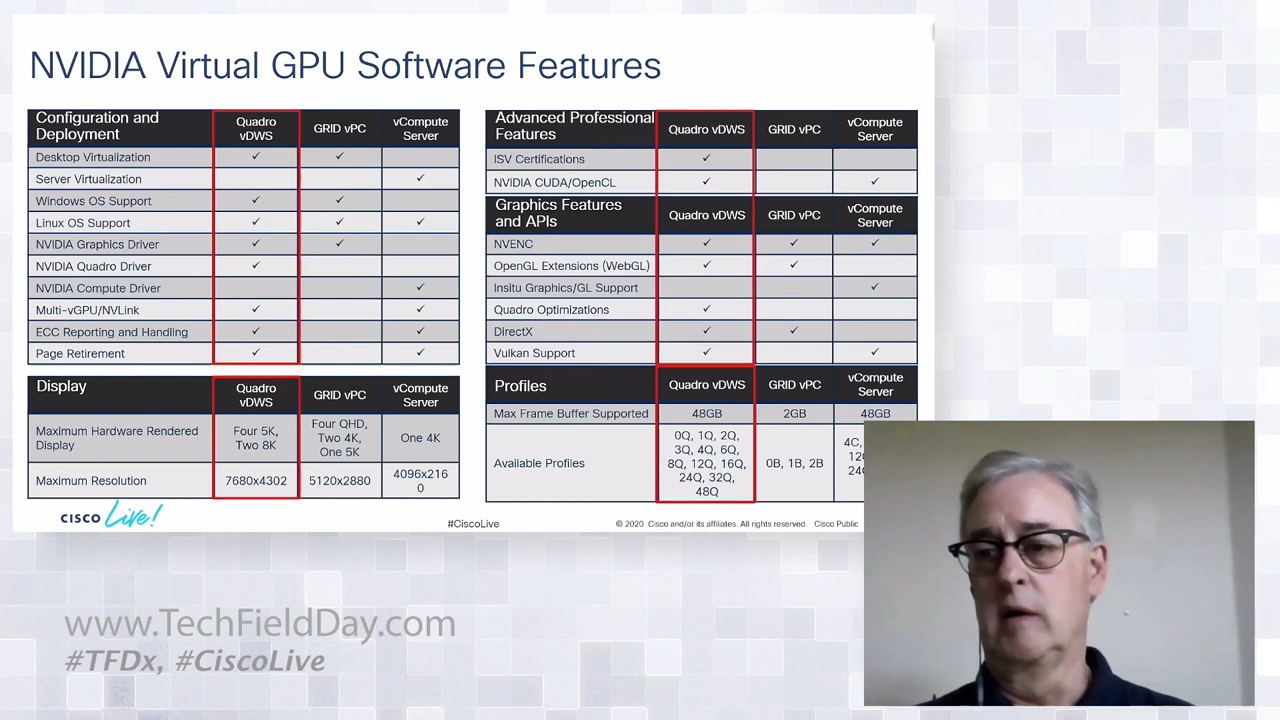 NVIDIA Virtual GPU Software Features
Configuration and Deployment Quadro vDWS GRID vPC vCompute Server
Desktop Virtualization ✓ ✓
Server Virtualization ✓
Windows OS Support ✓ ✓
Linux OS Support ✓ ✓ ✓
NVIDIA Graphics Driver ✓ ✓
NVIDIA Quadro Driver ✓
NVIDIA Compute Driver ✓
Multi-vGPU/NVLink ✓ ✓
ECC Reporting and Handling ✓ ✓
Page Retirement ✓ ✓
Display Quadro vDWS GRID vPC vCompute Server
Maximum Hardware Rendered Display Four 5K, Two 8K Four QHD, Two 4K, One 5K One 4K
Maximum Resolution 7680x4302 5120x2880 4096x2160
Advanced Professional Features Quadro vDWS GRID vPC vCompute Server
ISV Certifications ✓
NVIDIA CUDA/OpenCL ✓ ✓
Graphics Features and APIs Quadro vDWS GRID vPC vCompute Server
NVENC ✓ ✓ ✓
OpenGL Extensions (WebGL) ✓ ✓
Insitu Graphics/GL Support ✓
Quadro Optimizations ✓
DirectX ✓ ✓
Vulkan Support ✓ ✓
Profiles Quadro vDWS GRID vPC vCompute Server
Max Frame Buffer Supported 48GB 2GB 48GB
Available Profiles 0Q, 1Q, 2Q, 3Q, 4Q, 6Q, 8Q, 12Q, 16Q, 24Q, 32Q, 48Q 0B, 1B, 2B 4C,
CISCO Live!
#CiscoLive
© 2020 Cisco and/or its affiliates. All rights reserved. Cisco Public
www.TechFieldDay.com
#TFDx, #CiscoLive